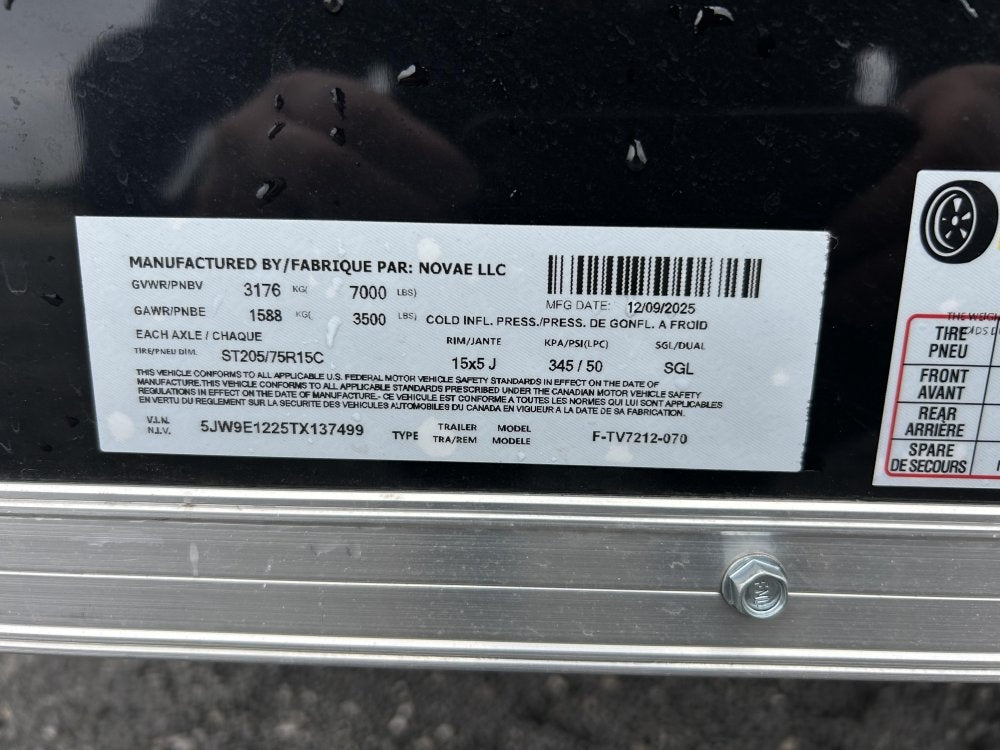 MANUFACTURED BY/FABRIQUE PAR: NOVAE LLC
GVWR/PNBV 3176 KG( 7000 LBS)
MFG DATE: 12/09/2025
GAWR/PNBE 1588 KG( 3500 LBS) COLD INFL. PRESS./PRESS. DE GONFL. A FROID
EACH AXLE / CHAQUE RIM/JANTE KPA/PSI(LPC) SGL/DUAL
TIRE/PNEU DIM. ST205/75R15C 15x5 J 345 / 50 SGL
THIS VEHICLE CONFORMS TO ALL APPLICABLE U.S. FEDERAL MOTOR VEHICLE SAFETY STANDARDS IN EFFECT ON THE DATE OF
MANUFACTURE.THIS VEHICLE CONFORMS TO ALL APPLICABLE STANDARDS PRESCRIBED UNDER THE CANADIAN MOTOR VEHICLE SAFETY
REGULATIONS IN EFFECT ON THE DATE OF MANUFACTURE.- CE VEHICULE EST CONFORME A TOUTES LES NORMES QUI LUI SONT APPLICABLES
EN VERTU DU REGLEMENT SUR LA SECURITE DES VEHICLES AUTOMOBILES DU CANADA EN VIGUEUR A LA DATE DE SA FABRICATION.
V.I.N. N.I.V. 5JW9E1225TX137499 TYPE TRAILER TRA/REM MODEL MODELE F-TV7212-070
THE WEIGH
TIRE
PNEU
FRONT
AVANT
REAR
ARRIÈRE
SPARE
DE SECOURS